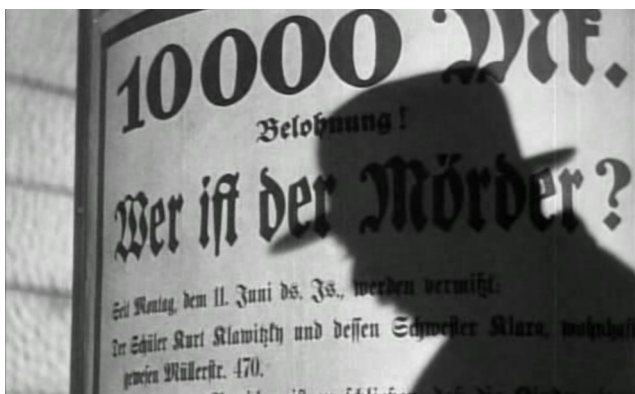 10000 Mk.
Belohnung!
Wer ist der Mörder?
Seit Montag, dem 11. Juni ds. Js., werden vermißt:
Der Schüler Kurt Klawitzky und dessen Schwester Klara, wohnhaft
gewesen Müllerstr. 470.